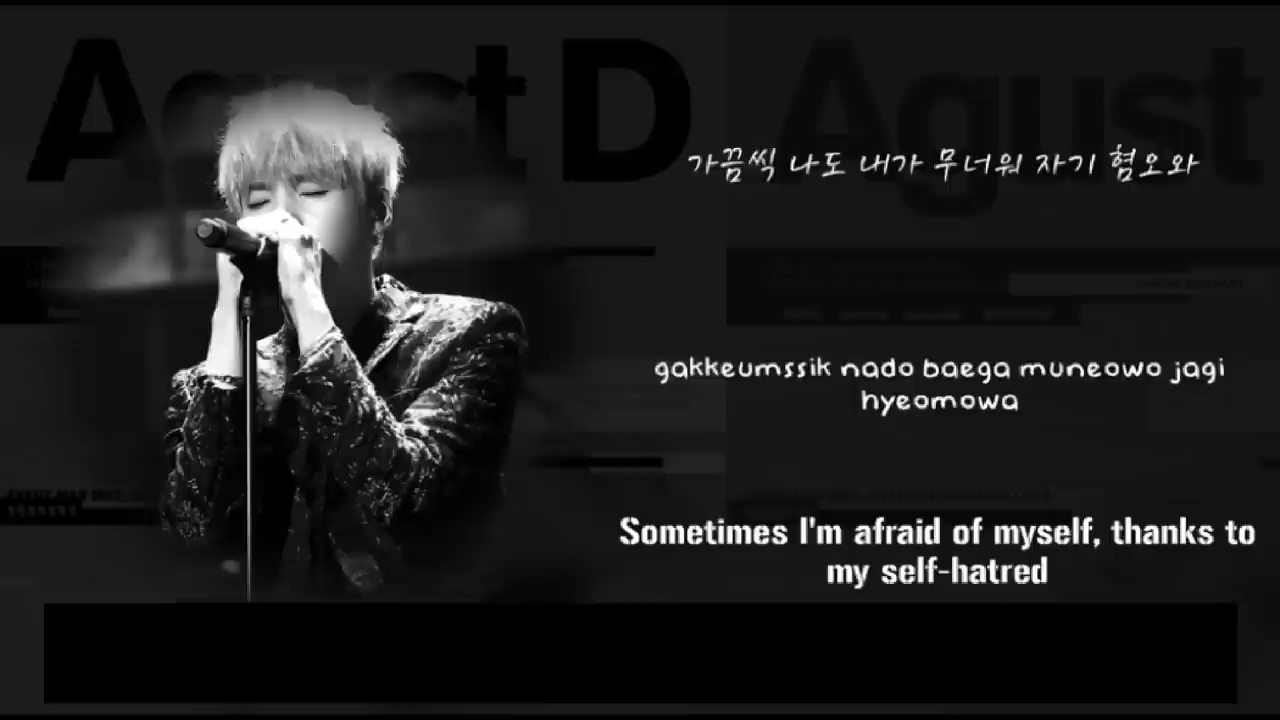 Agust D Agust
가끔씩 나도 내가 무너워 자기 혐오와
gakkeumssik nado baega muneowo jagi
hyeomowa
Sometimes I'm afraid of myself, thanks to
my self-hatred